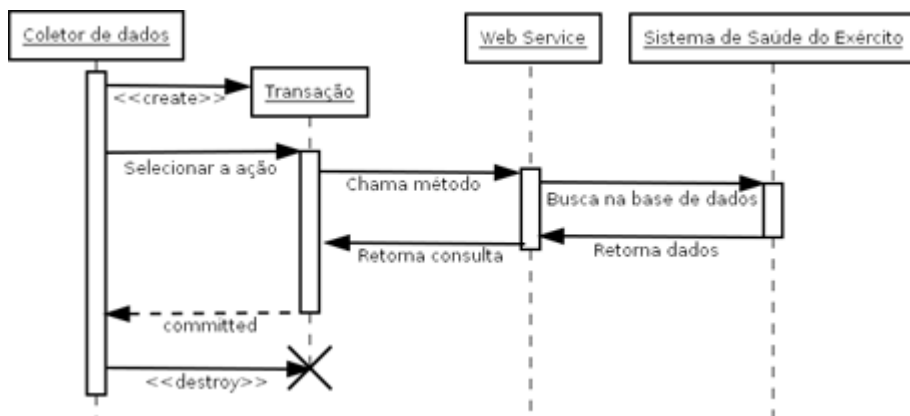 Coletor de dados
Web Service
Sistema de Saúde do Exército
<<create>>
Transação
Selecionar a ação
Chama método
Busca na base de dados
Retorna consulta
Retorna dados
committed
<<destroy>>